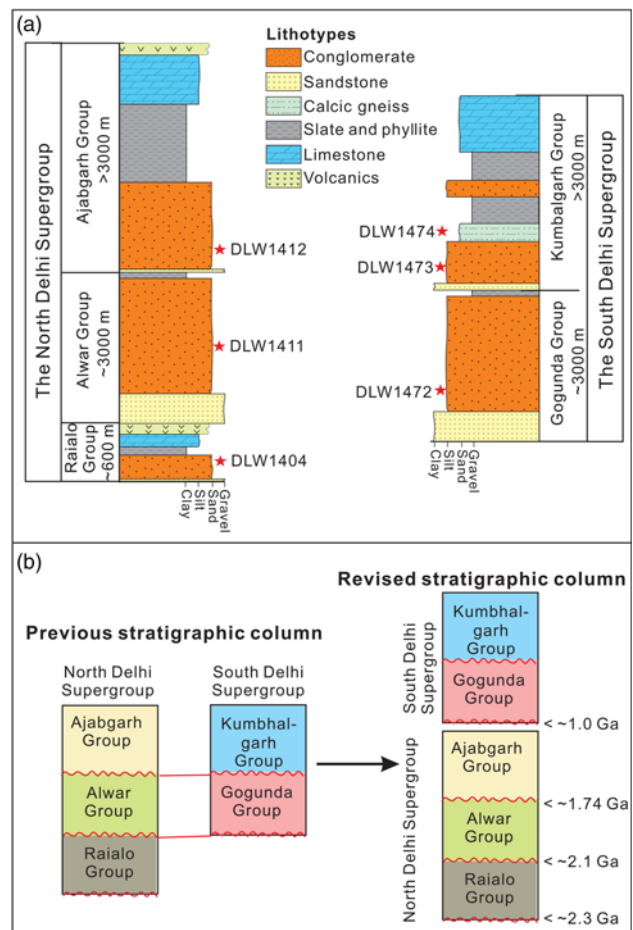 (a)
Lithotypes
Conglomerate
Sandstone
Calcic gneiss
Slate and phyllite
Limestone
Volcanics
The North Delhi Supergroup
Ajabgarh Group
>3000 m
Alwar Group
~3000 m
Raialo
Group
~600 m
DLW1412
DLW1411
DLW1404
Clay
Silt
Sand
Gravel
DLW1474
DLW1473
DLW1472
Kumbalgarh Group
>3000 m
Gogunda Group
~3000 m
The South Delhi Supergroup
Clay
Silt
Sand
Gravel
(b)
Previous stratigraphic column
North Delhi
Supergroup
South Delhi
Supergroup
Ajabgarh
Group
Alwar
Group
Raialo
Group
Kumbhal-
garh
Group
Gogunda
Group
Revised stratigraphic column
South Delhi
Supergroup
Kumbhal-
garh
Group
Gogunda
Group
< ~1.0 Ga
North Delhi Supergroup
Ajabgarh
Group
< ~1.74 Ga
Alwar
Group
< ~2.1 Ga
Raialo
Group
< ~2.3 Ga